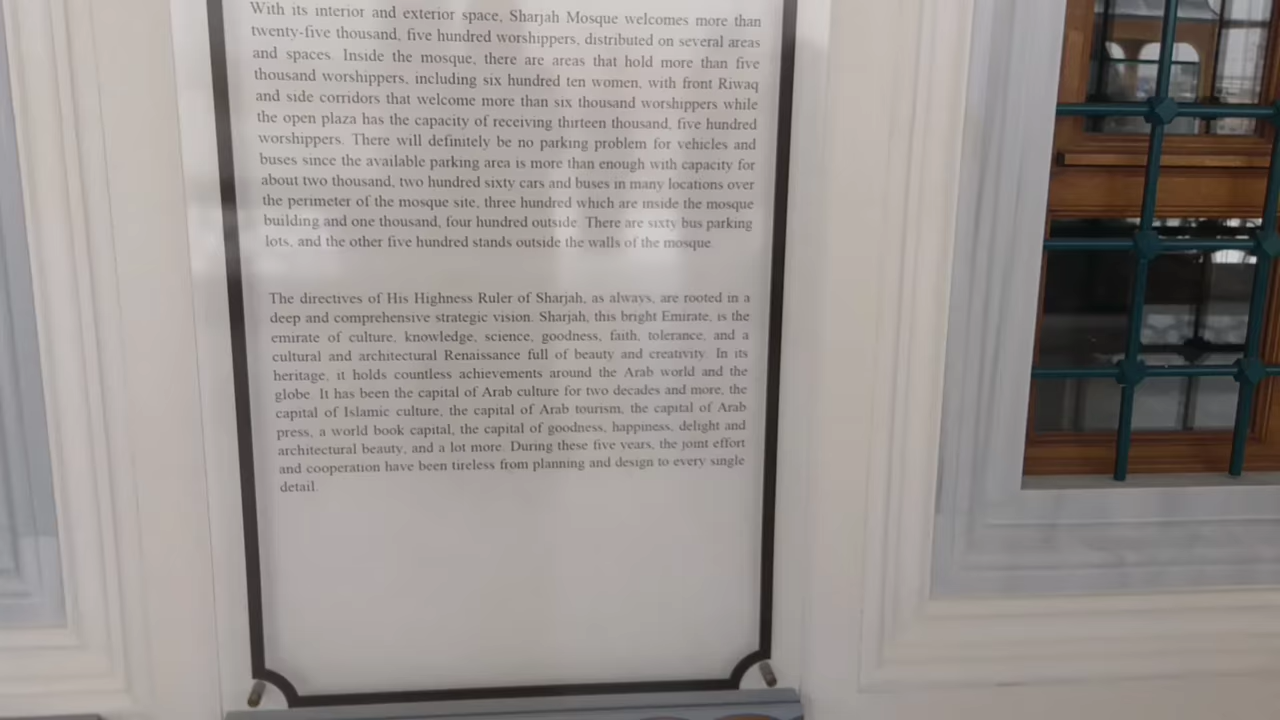 With its interior and exterior space, Sharjah Mosque welcomes more than
twenty-five thousand, five hundred worshippers, distributed on several areas
and spaces. Inside the mosque, there are areas that hold more than five
thousand worshippers, including six hundred ten women, with front Riwaq
and side corridors that welcome more than six thousand worshippers while
the open plaza has the capacity of receiving thirteen thousand, five hundred
worshippers. There will definitely be no parking problem for vehicles and
buses since the available parking area is more than enough with capacity for
about two thousand, two hundred sixty cars and buses in many locations over
the perimeter of the mosque site, three hundred which are inside the mosque
building and one thousand, four hundred outside. There are sixty bus parking
lots, and the other five hundred stands outside the walls of the mosque.
The directives of His Highness Ruler of Sharjah, as always, are rooted in a
deep and comprehensive strategic vision. Sharjah, this bright Emirate, is the
emirate of culture, knowledge, science, goodness, faith, tolerance, and a
cultural and architectural Renaissance full of beauty and creativity. In its
heritage, it holds countless achievements around the Arab world and the
globe. It has been the capital of Arab culture for two decades and more, the
capital of Islamic culture, the capital of Arab tourism, the capital of Arab
press, a world book capital, the capital of goodness, happiness, delight and
architectural beauty, and a lot more. During these five years, the joint effort
and cooperation have been tireless from planning and design to every single
detail.